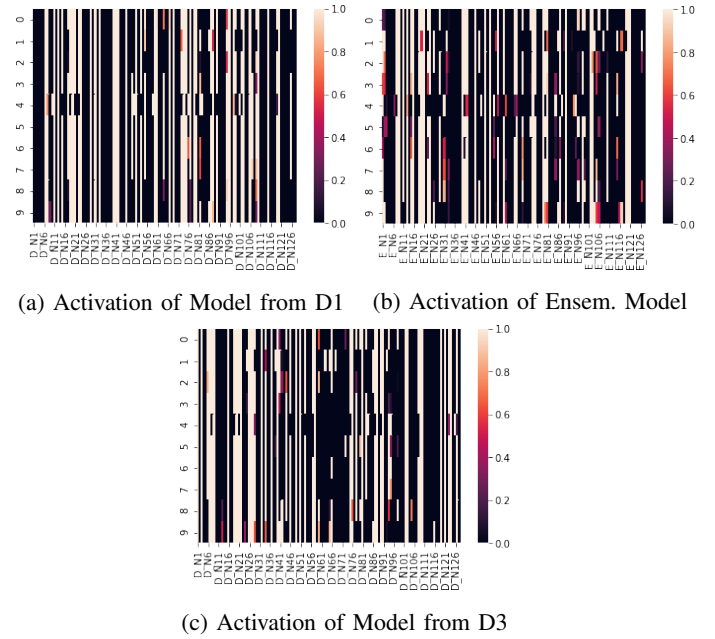 0
1
2
3
4
5
6
7
8
9
1.0
0.8
0.6
0.4
0.2
0.0
D_N1
D_N6
D_N11
D_N16
D_N21
D_N26
D_N31
D_N36
D_N41
D_N46
D_N51
D_N56
D_N61
D_N66
D_N71
D_N76
D_N81
D_N86
D_N91
D_N96
D_N101
D_N106
D_N111
D_N116
D_N121
D_N126
(a) Activation of Model from D1
0
1
2
3
4
5
6
7
8
9
1.0
0.8
0.6
0.4
0.2
0.0
E_N1
E_N6
E_N11
E_N16
E_N21
E_N26
E_N31
E_N36
E_N41
E_N46
E_N51
E_N56
E_N61
E_N66
E_N71
E_N76
E_N81
E_N86
E_N91
E_N96
E_N101
E_N106
E_N111
E_N116
E_N121
E_N126
(b) Activation of Ensem. Model
0
1
2
3
4
5
6
7
8
9
1.0
0.8
0.6
0.4
0.2
0.0
D_N1
D_N6
D_N11
D_N16
D_N21
D_N26
D_N31
D_N36
D_N41
D_N46
D_N51
D_N56
D_N61
D_N66
D_N71
D_N76
D_N81
D_N86
D_N91
D_N96
D_N101
D_N106
D_N111
D_N116
D_N121
D_N126
(c) Activation of Model from D3